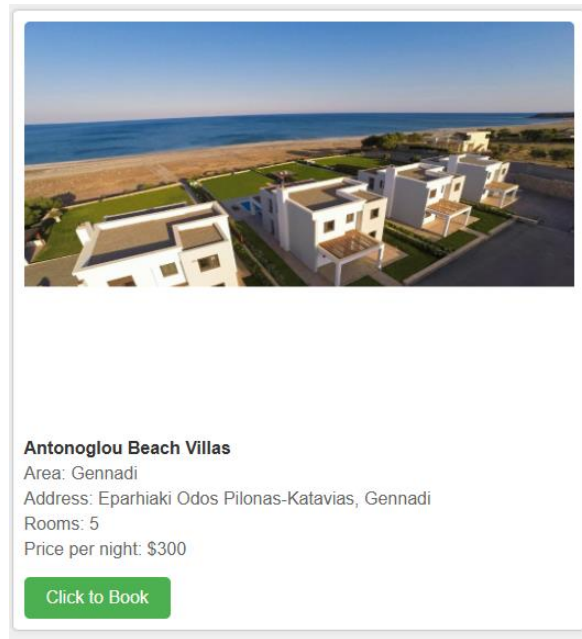 Antonoglou Beach Villas
Area: Gennadi
Address: Eparhiaki Odos Pilonas-Katavias, Gennadi
Rooms: 5
Price per night: $300
Click to Book